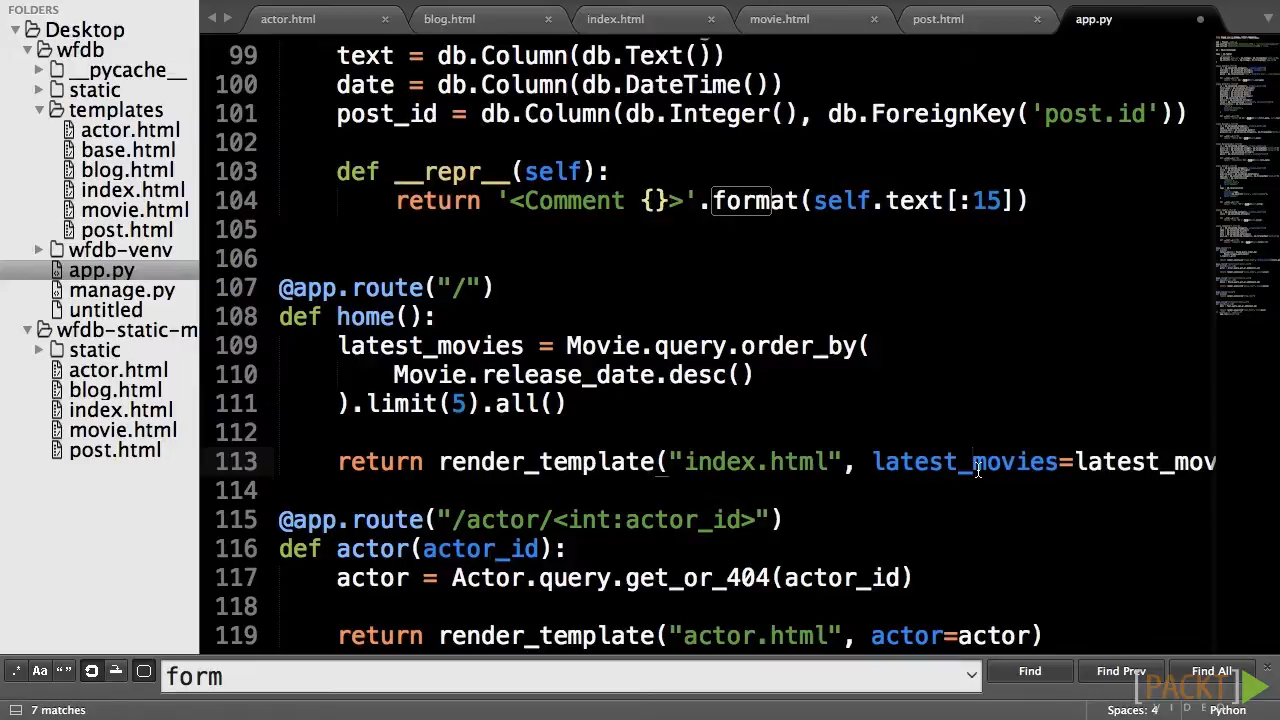 FOLDERS
Desktop
wfdb
__pycache__
static
templates
actor.html
base.html
blog.html
index.html
movie.html
post.html
wfdb-venv
app.py
manage.py
untitled
wfdb-static-m
static
actor.html
blog.html
index.html
movie.html
post.html
actor.html × blog.html × index.html × movie.html × post.html × app.py
99 text = db.Column(db.Text())
100 date = db.Column(db.DateTime())
101 post_id = db.Column(db.Integer(), db.ForeignKey('post.id'))
102
103 def __repr__(self):
104 return '<Comment {}>'.format(self.text[:15])
105
106
107 @app.route("/")
108 def home():
109 latest_movies = Movie.query.order_by(
110 Movie.release_date.desc()
111 ).limit(5).all()
112
113 return render_template("index.html", latest_movies=latest_mov
114
115 @app.route("/actor/<int:actor_id>")
116 def actor(actor_id):
117 actor = Actor.query.get_or_404(actor_id)
118
119 return render_template("actor.html", actor=actor)
.* Aa “” form Find Find Prev Find All ×
[PACKT]
VIDEO
7 matches Spaces: 4 Python